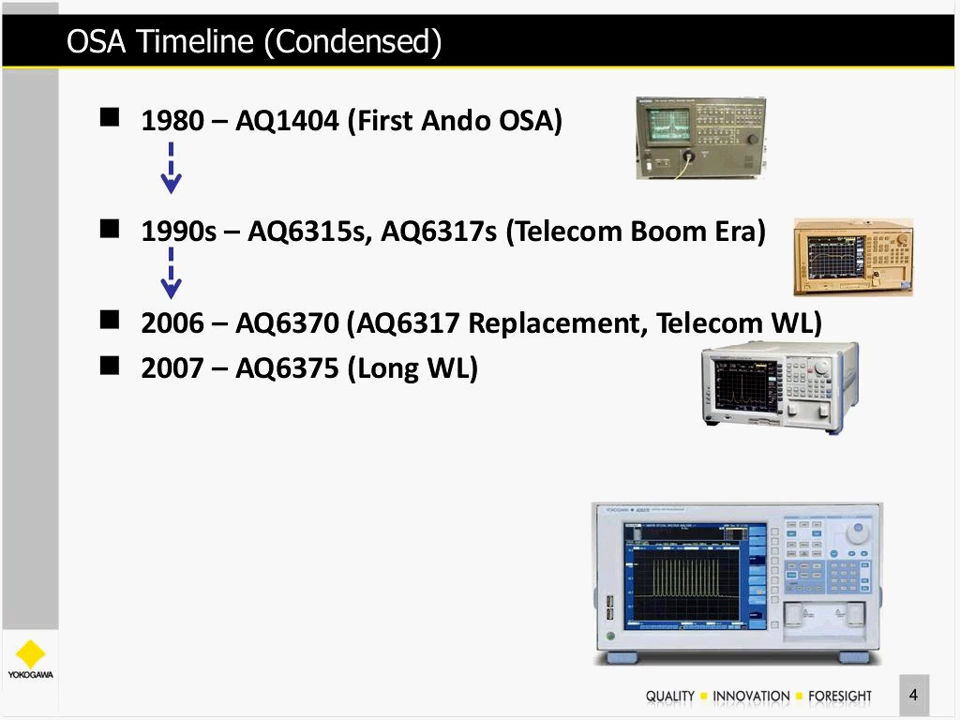 OSA Timeline (Condensed)
1980 – AQ1404 (First Ando OSA)
1990s – AQ6315s, AQ6317s (Telecom Boom Era)
2006 – AQ6370 (AQ6317 Replacement, Telecom WL)
2007 – AQ6375 (Long WL)
YOKOGAWA
YOKOGAWA
QUALITY ■ INNOVATION ■ FORESIGHT
4